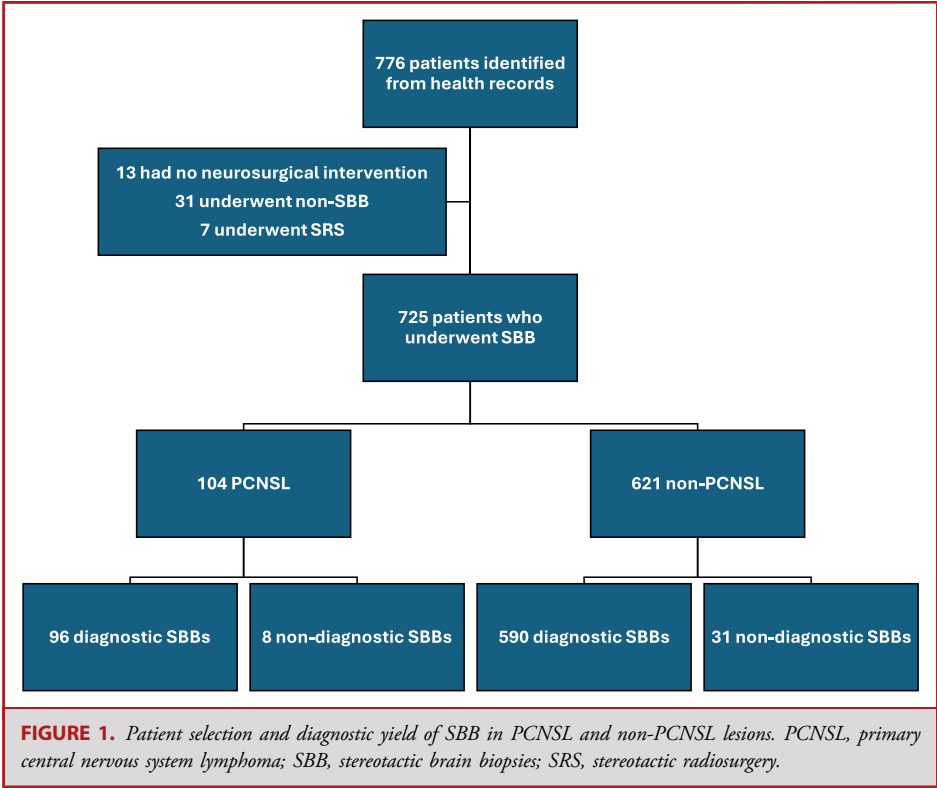 776 patients identified
from health records
13 had no neurosurgical intervention
31 underwent non-SBB
7 underwent SRS
725 patients who
underwent SBB
104 PCNSL
621 non-PCNSL
96 diagnostic SBBs
8 non-diagnostic SBBs
590 diagnostic SBBs
31 non-diagnostic SBBs
FIGURE 1. Patient selection and diagnostic yield of SBB in PCNSL and non-PCNSL lesions. PCNSL, primary
central nervous system lymphoma; SBB, stereotactic brain biopsies; SRS, stereotactic radiosurgery.